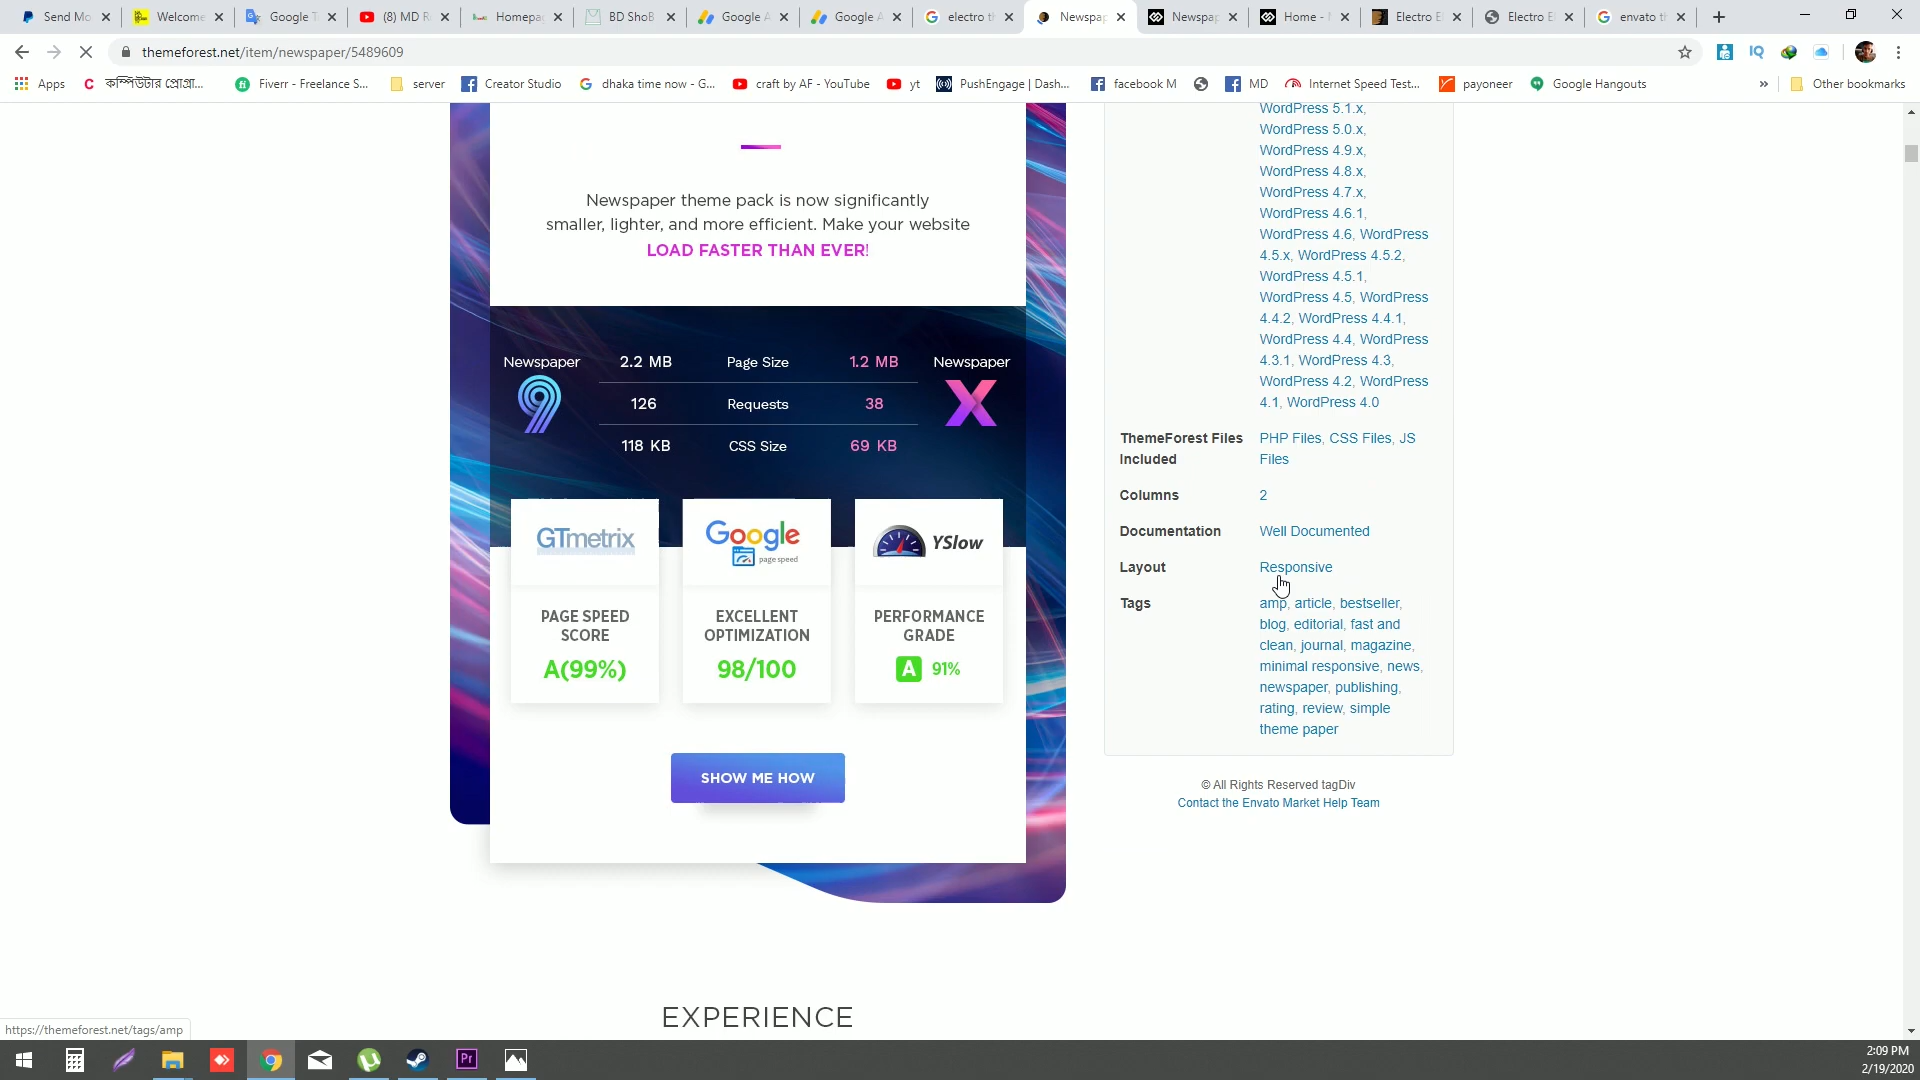 Send Mo
Welcome
Google T
(8) MD R
Homepa
BD ShoB
Google A
Google A
electro th
Newspap
Newspap
Home -
Electro El
Electro El
envato th
themeforest.net/item/newspaper/5489609
Apps
কম্পিউটার প্রোগ্রা...
Fiverr - Freelance S...
server
Creator Studio
dhaka time now - G...
craft by AF - YouTube
yt
PushEngage | Dash...
facebook M
MD
Internet Speed Test...
payoneer
Google Hangouts
»
Other bookmarks
Newspaper theme pack is now significantly
smaller, lighter, and more efficient. Make your website
LOAD FASTER THAN EVER!
Newspaper 2.2 MB Page Size 1.2 MB Newspaper
9 126 Requests 38 X
118 KB CSS Size 69 KB
GTmetrix
Google
page speed
YSlow
PAGE SPEED
SCORE
A(99%)
EXCELLENT
OPTIMIZATION
98/100
PERFORMANCE
GRADE
A 91%
SHOW ME HOW
EXPERIENCE
WordPress 5.1.x,
WordPress 5.0.x,
WordPress 4.9.x,
WordPress 4.8.x,
WordPress 4.7.x,
WordPress 4.6.1,
WordPress 4.6, WordPress
4.5.x, WordPress 4.5.2,
WordPress 4.5.1,
WordPress 4.5, WordPress
4.4.2, WordPress 4.4.1,
WordPress 4.4, WordPress
4.3.1, WordPress 4.3,
WordPress 4.2, WordPress
4.1, WordPress 4.0
ThemeForest Files PHP Files, CSS Files, JS
Included Files
Columns 2
Documentation Well Documented
Layout Responsive
Tags amp, article, bestseller,
blog, editorial, fast and
clean, journal, magazine,
minimal responsive, news,
newspaper, publishing,
rating, review, simple
theme paper
© All Rights Reserved tagDiv
Contact the Envato Market Help Team
https://themeforest.net/tags/amp
Pr
2:09 PM
2/19/2020